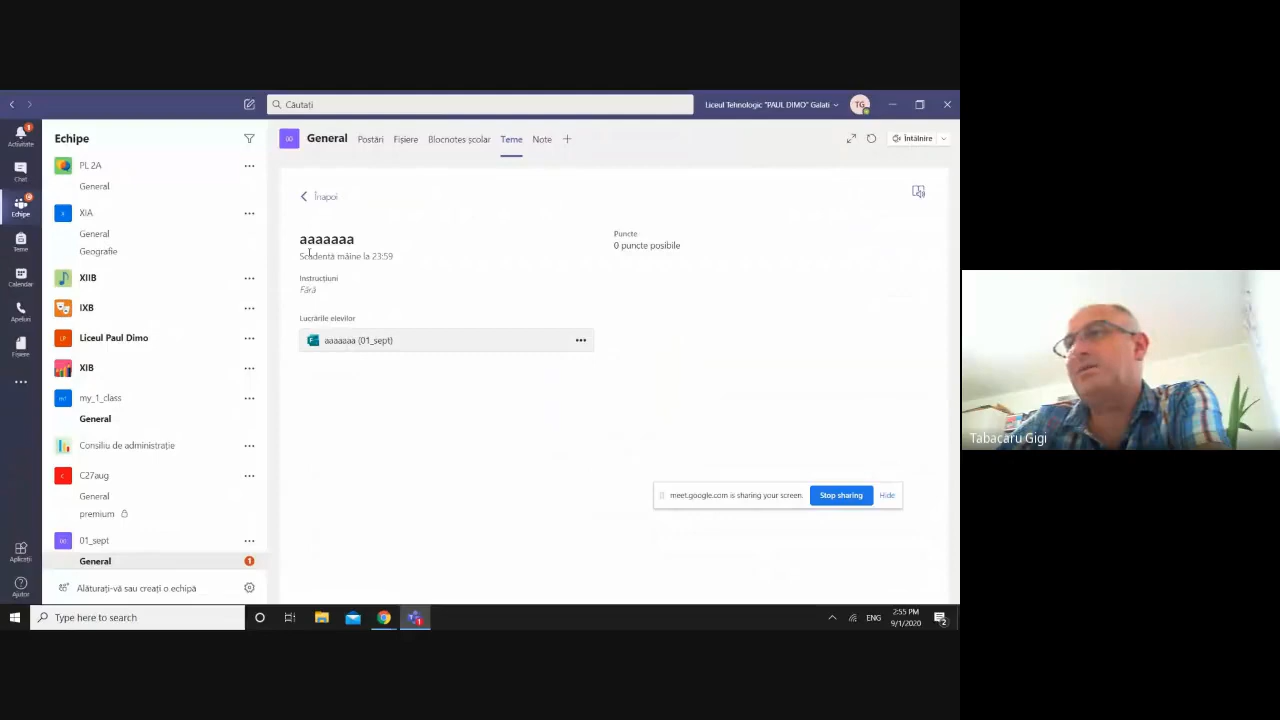 Căutați
Liceul Tehnologic "PAUL DIMO" Galati
TG
Activitate
Chat
Echipe
Teme
Calendar
Apeluri
Fișiere
Aplicații
Ajutor
Echipe
PL 2A
General
XIA
General
Geografie
XIIB
IXB
Liceul Paul Dimo
XIB
my_1_class
General
Consiliu de administrație
C27aug
General
premium
01_sept
General
1
Alăturați-vă sau creați o echipă
General
Postări
Fișiere
Blocnotes școlar
Teme
Note
Întâlnire
Înapoi
aaaaaaa
Scadentă mâine la 23:59
Instrucțiuni
Fără
Lucrările elevilor
aaaaaaa (01_sept)
Puncte
0 puncte posibile
meet.google.com is sharing your screen.
Stop sharing
Hide
Type here to search
ENG
2:55 PM
9/1/2020
Tabacaru Gigi